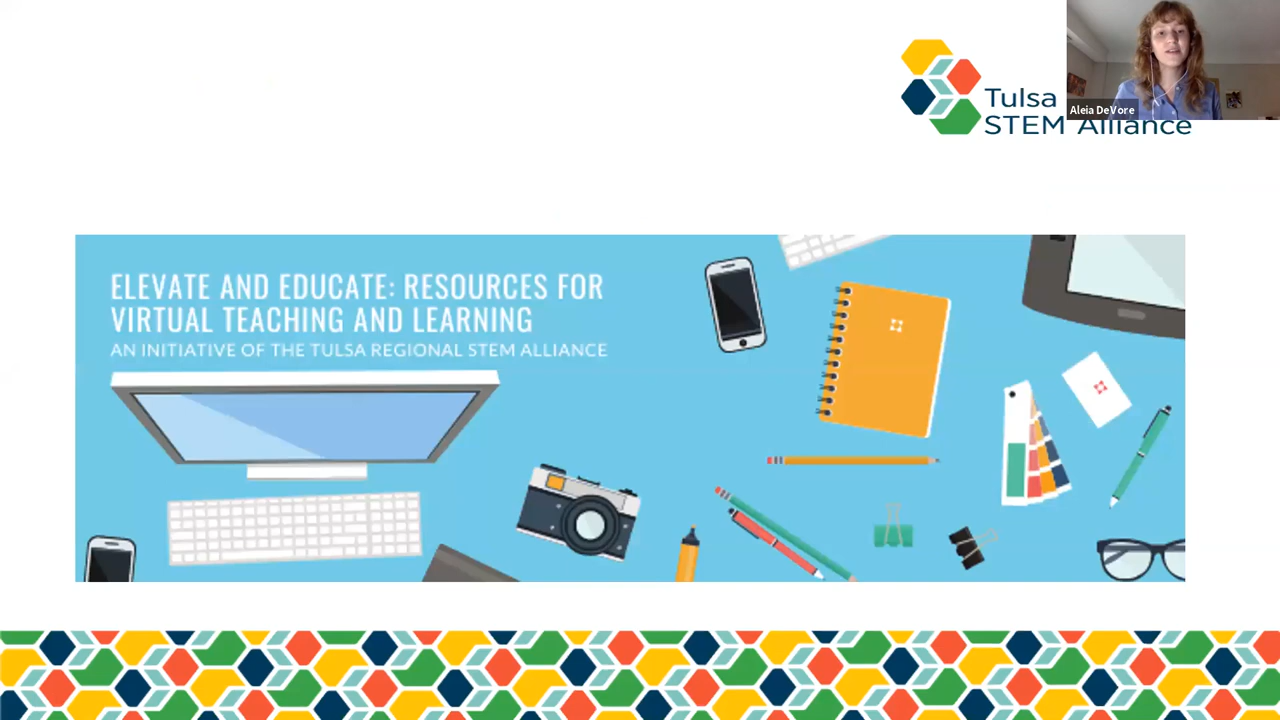 Tulsa
STEM Alliance
Aleia DeVore
ELEVATE AND EDUCATE: RESOURCES FOR
VIRTUAL TEACHING AND LEARNING
AN INITIATIVE OF THE TULSA REGIONAL STEM ALLIANCE